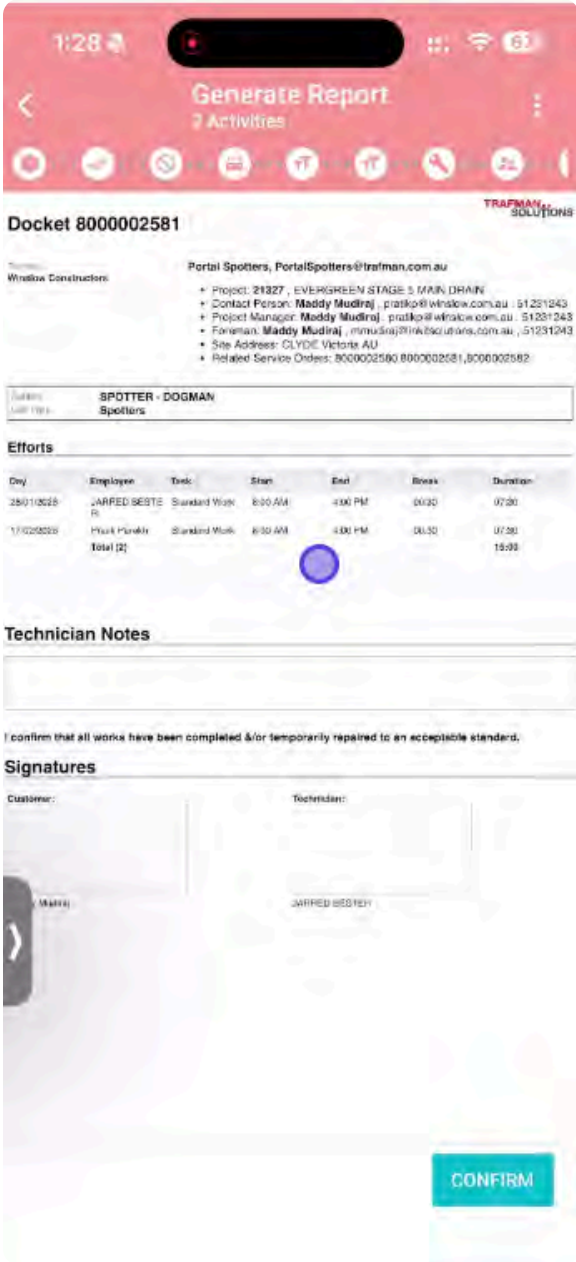 1:28
Generate Report
2 Activities
TRAFMAN
SOLUTIONS
Docket 8000002581
Winslow Constructors
Portal Spotters, PortalSpotters@trafman.com.au
Project: 21327 , EVERGREEN STAGE 5 MAIN DRAIN
Contact Person: Maddy Mudiraj , pratikp@winslow.com.au , 51231243
Project Manager: Maddy Mudiraj , pratikp@winslow.com.au , 51231243
Foreman: Maddy Mudiraj , 51231243
Site Address: CLYDE Victoria AU
Related Service Orders: 8000002580,8000002581,8000002582
SPOTTER - DOGMAN
Spotters
Efforts
Day Employee Task Start End Break Duration
JARRED BESTE Standard Work 8:00 AM 4:00 PM 00:30 07:30
R
Standard Work 8:00 AM 4:00 PM 00:30 07:30
Total (2) 15:00
Technician Notes
I confirm that all works have been completed &/or temporarily repaired to an acceptable standard.
Signatures
Customer: Technician:
Mudiraj JARRED BESTER
CONFIRM